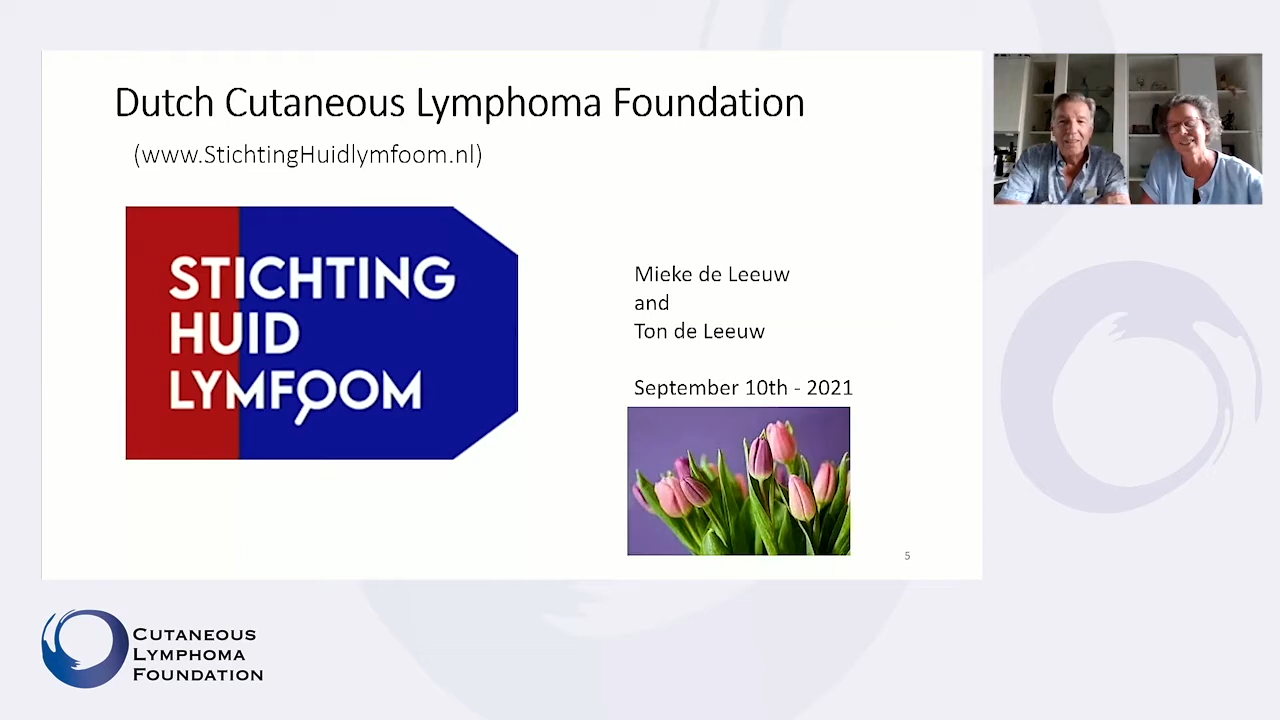 Dutch Cutaneous Lymphoma Foundation
(www.StichtingHuidlymfoom.nl)
STICHTING
HUID
LYMFOOM
Mieke de Leeuw
and
Ton de Leeuw
September 10th - 2021
5
CUTANEOUS
LYMPHOMA
FOUNDATION